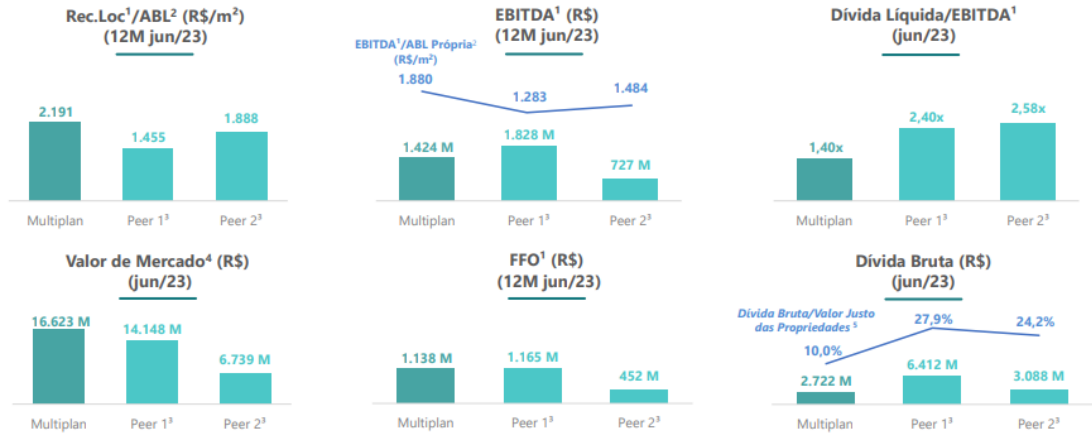 Rec.Loc¹/ABL² (R$/m²)
(12M jun/23)
2.191
1.455
1.888
Multiplan
Peer 1³
Peer 2³
EBITDA¹ (R$)
(12M jun/23)
EBITDA¹/ABL Própria²
(R$/m²)
1.880
1.283
1.484
1.424 M
1.828 M
727 M
Multiplan
Peer 1³
Peer 2³
Dívida Líquida/EBITDA¹
(jun/23)
1,40x
2,40x
2,58x
Multiplan
Peer 1³
Peer 2³
Valor de Mercado⁴ (R$)
(jun/23)
16.623 M
14.148 M
6.739 M
Multiplan
Peer 1³
Peer 2³
FFO¹ (R$)
(12M jun/23)
1.138 M
1.165 M
452 M
Multiplan
Peer 1³
Peer 2³
Dívida Bruta (R$)
(jun/23)
Dívida Bruta/Valor Justo
das Propriedades ⁵
10,0%
27,9%
24,2%
2.722 M
6.412 M
3.088 M
Multiplan
Peer 1³
Peer 2³